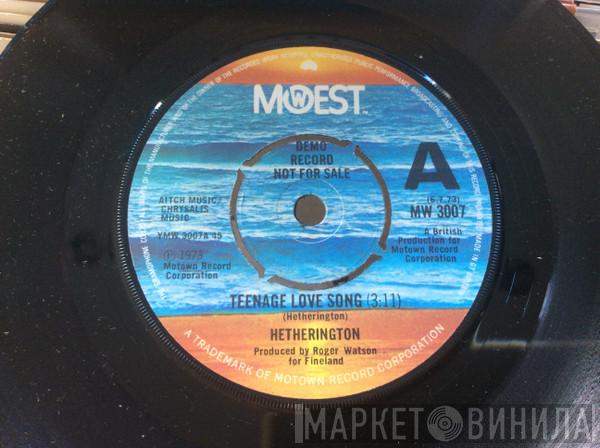 MOWEST
TM
DEMO
RECORD
NOT FOR SALE
A
AITCH MUSIC/
CHRYSALIS
MUSIC
(6.7.73)
MW 3007
YMW 3007A 45
A British
Production for
Motown Record
Corporation
Ⓟ 1973
Motown Record
Corporation
TEENAGE LOVE SONG (3:11)
(Hetherington)
HETHERINGTON
Produced by Roger Watson
for Fineland
A TRADEMARK OF MOTOWN RECORD CORPORATION
МАРКЕТ ВИНИЛА